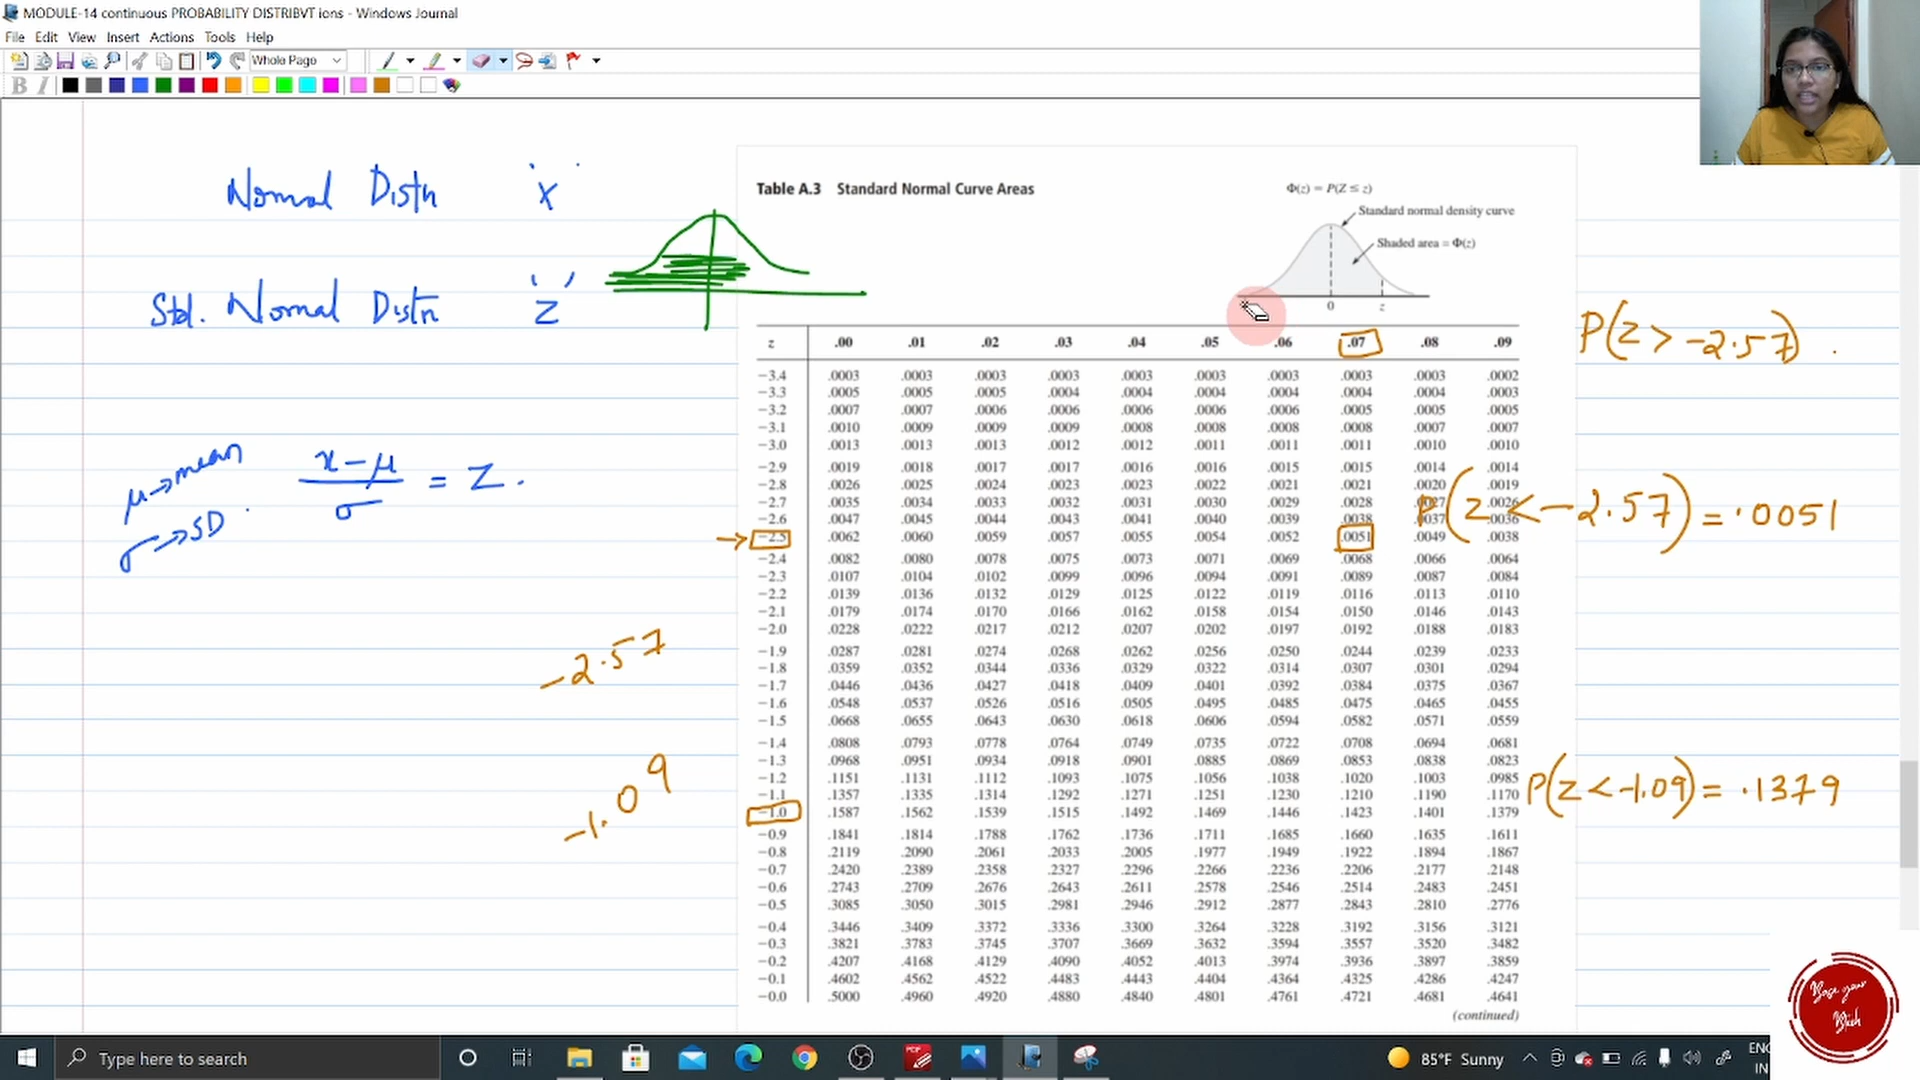 MODULE-14 continuous PROBABILITY DISTRIBVT ions - Windows Journal
File Edit View Insert Actions Tools Help
Whole Page
B I
Normal Distn 'X'
Std. Normal Distn 'Z'
μ→mean
σ→SD
x-μ/σ = Z.
-2.57
-1.09
Table A.3 Standard Normal Curve Areas
Φ(z) = P(Z ≤ z)
Standard normal density curve
Shaded area = Φ(z)
0 z
z .00 .01 .02 .03 .04 .05 .06 .07 .08 .09
−3.4 .0003 .0003 .0003 .0003 .0003 .0003 .0003 .0003 .0003 .0002
−3.3 .0005 .0005 .0005 .0004 .0004 .0004 .0004 .0004 .0004 .0003
−3.2 .0007 .0007 .0006 .0006 .0006 .0006 .0006 .0005 .0005 .0005
−3.1 .0010 .0009 .0009 .0009 .0008 .0008 .0008 .0008 .0007 .0007
−3.0 .0013 .0013 .0013 .0012 .0012 .0011 .0011 .0011 .0010 .0010
−2.9 .0019 .0018 .0017 .0017 .0016 .0016 .0015 .0015 .0014 .0014
−2.8 .0026 .0025 .0024 .0023 .0023 .0022 .0021 .0021 .0020 .0019
−2.7 .0035 .0034 .0033 .0032 .0031 .0030 .0029 .0028 .0027 .0026
−2.6 .0047 .0045 .0044 .0043 .0041 .0040 .0039 .0038 .0037 .0036
−2.5 .0062 .0060 .0059 .0057 .0055 .0054 .0052 .0051 .0049 .0038
−2.4 .0082 .0080 .0078 .0075 .0073 .0071 .0069 .0068 .0066 .0064
−2.3 .0107 .0104 .0102 .0099 .0096 .0094 .0091 .0089 .0087 .0084
−2.2 .0139 .0136 .0132 .0129 .0125 .0122 .0119 .0116 .0113 .0110
−2.1 .0179 .0174 .0170 .0166 .0162 .0158 .0154 .0150 .0146 .0143
−2.0 .0228 .0222 .0217 .0212 .0207 .0202 .0197 .0192 .0188 .0183
−1.9 .0287 .0281 .0274 .0268 .0262 .0256 .0250 .0244 .0239 .0233
−1.8 .0359 .0352 .0344 .0336 .0329 .0322 .0314 .0307 .0301 .0294
−1.7 .0446 .0436 .0427 .0418 .0409 .0401 .0392 .0384 .0375 .0367
−1.6 .0548 .0537 .0526 .0516 .0505 .0495 .0485 .0475 .0465 .0455
−1.5 .0668 .0655 .0643 .0630 .0618 .0606 .0594 .0582 .0571 .0559
−1.4 .0808 .0793 .0778 .0764 .0749 .0735 .0722 .0708 .0694 .0681
−1.3 .0968 .0951 .0934 .0918 .0901 .0885 .0869 .0853 .0838 .0823
−1.2 .1151 .1131 .1112 .1093 .1075 .1056 .1038 .1020 .1003 .0985
−1.1 .1357 .1335 .1314 .1292 .1271 .1251 .1230 .1210 .1190 .1170
−1.0 .1587 .1562 .1539 .1515 .1492 .1469 .1446 .1423 .1401 .1379
−0.9 .1841 .1814 .1788 .1762 .1736 .1711 .1685 .1660 .1635 .1611
−0.8 .2119 .2090 .2061 .2033 .2005 .1977 .1949 .1922 .1894 .1867
−0.7 .2420 .2389 .2358 .2327 .2296 .2266 .2236 .2206 .2177 .2148
−0.6 .2743 .2709 .2676 .2643 .2611 .2578 .2546 .2514 .2483 .2451
−0.5 .3085 .3050 .3015 .2981 .2946 .2912 .2877 .2843 .2810 .2776
−0.4 .3446 .3409 .3372 .3336 .3300 .3264 .3228 .3192 .3156 .3121
−0.3 .3821 .3783 .3745 .3707 .3669 .3632 .3594 .3557 .3520 .3482
−0.2 .4207 .4168 .4129 .4090 .4052 .4013 .3974 .3936 .3897 .3859
−0.1 .4602 .4562 .4522 .4483 .4443 .4404 .4364 .4325 .4286 .4247
−0.0 .5000 .4960 .4920 .4880 .4840 .4801 .4761 .4721 .4681 .4641
(continued)
P(Z > -2.57) .
P(Z < -2.57) = .0051
P(Z < -1.09) = .1379
Type here to search
85°F Sunny
ENG
IN